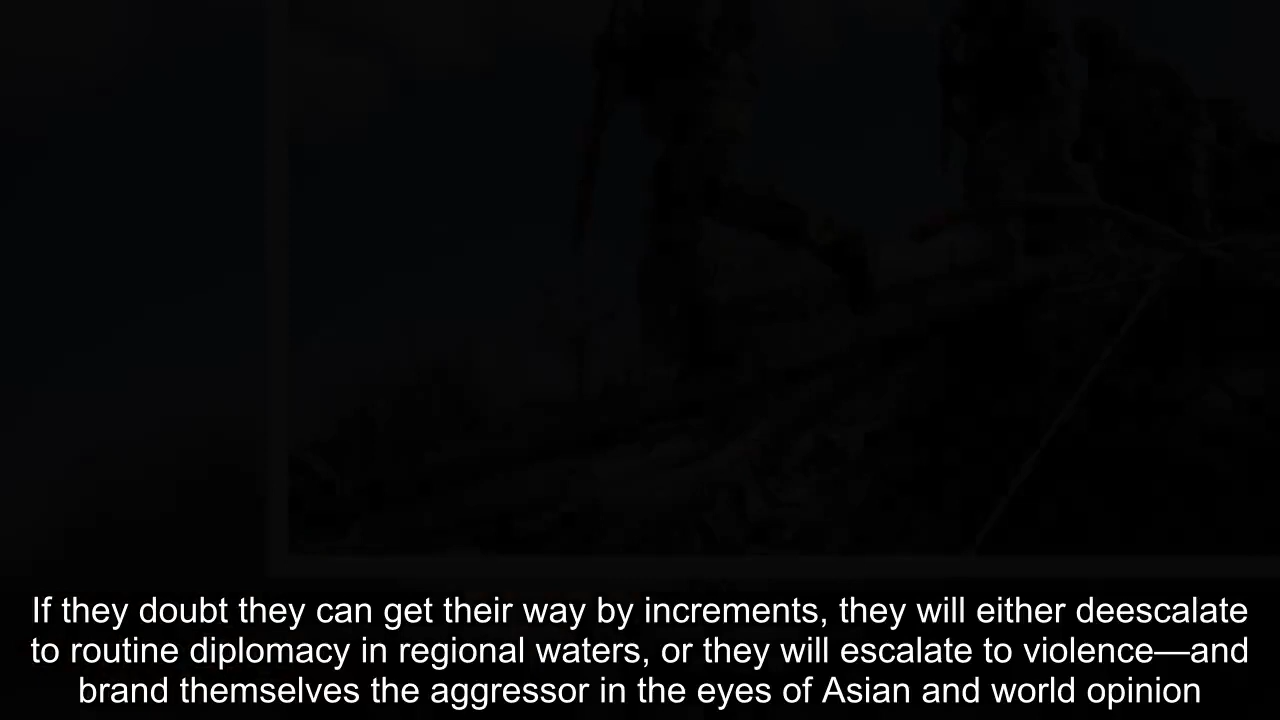 If they doubt they can get their way by increments, they will either deescalate
to routine diplomacy in regional waters, or they will escalate to violence—and
brand themselves the aggressor in the eyes of Asian and world opinion